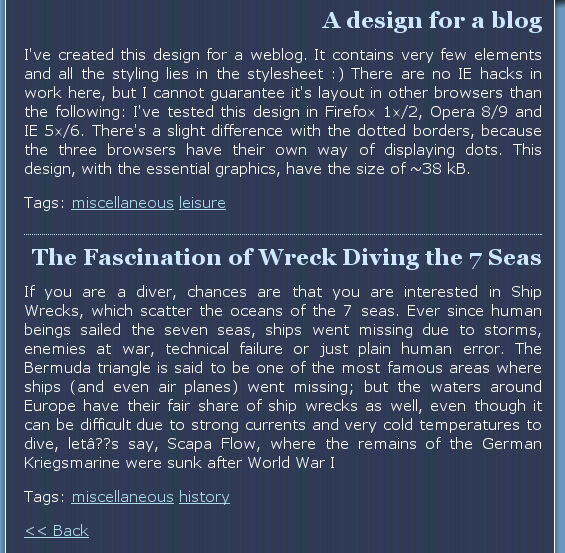 A design for a blog
I've created this design for a weblog. It contains very few elements
and all the styling lies in the stylesheet :) There are no IE hacks in
work here, but I cannot guarantee it's layout in other browsers than
the following: I've tested this design in Firefox 1×/2, Opera 8/9 and
IE 5×/6. There's a slight difference with the dotted borders, because
the three browsers have their own way of displaying dots. This
design, with the essential graphics, have the size of ~38 kB.
Tags: miscellaneous leisure
The Fascination of Wreck Diving the 7 Seas
If you are a diver, chances are that you are interested in Ship
Wrecks, which scatter the oceans of the 7 seas. Ever since human
beings sailed the seven seas, ships went missing due to storms,
enemies at war, technical failure or just plain human error. The
Bermuda triangle is said to be one of the most famous areas where
ships (and even air planes) went missing; but the waters around
Europe have their fair share of ship wrecks as well, even though it
can be difficult due to strong currents and very cold temperatures to
dive, letâ??s say, Scapa Flow, where the remains of the German
Kriegsmarine were sunk after World War I
Tags: miscellaneous history
<< Back